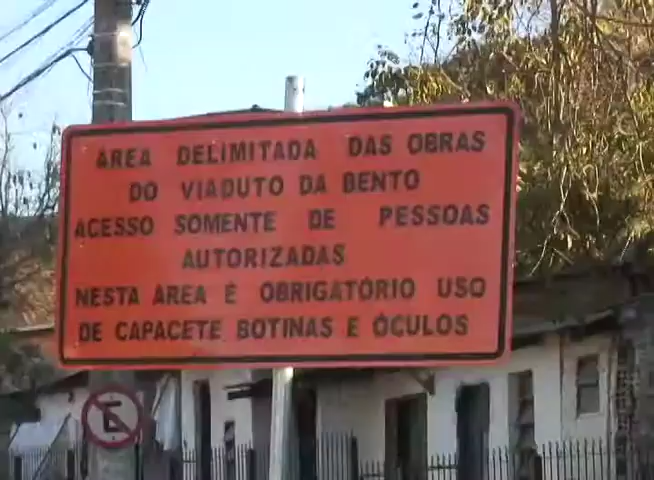 ÁREA DELIMITADA DAS OBRAS
DO VIADUTO DA BENTO
ACESSO SOMENTE DE PESSOAS
AUTORIZADAS
NESTA AREA É OBRIGATÓRIO USO
DE CAPACETE BOTINAS E ÓCULOS
E